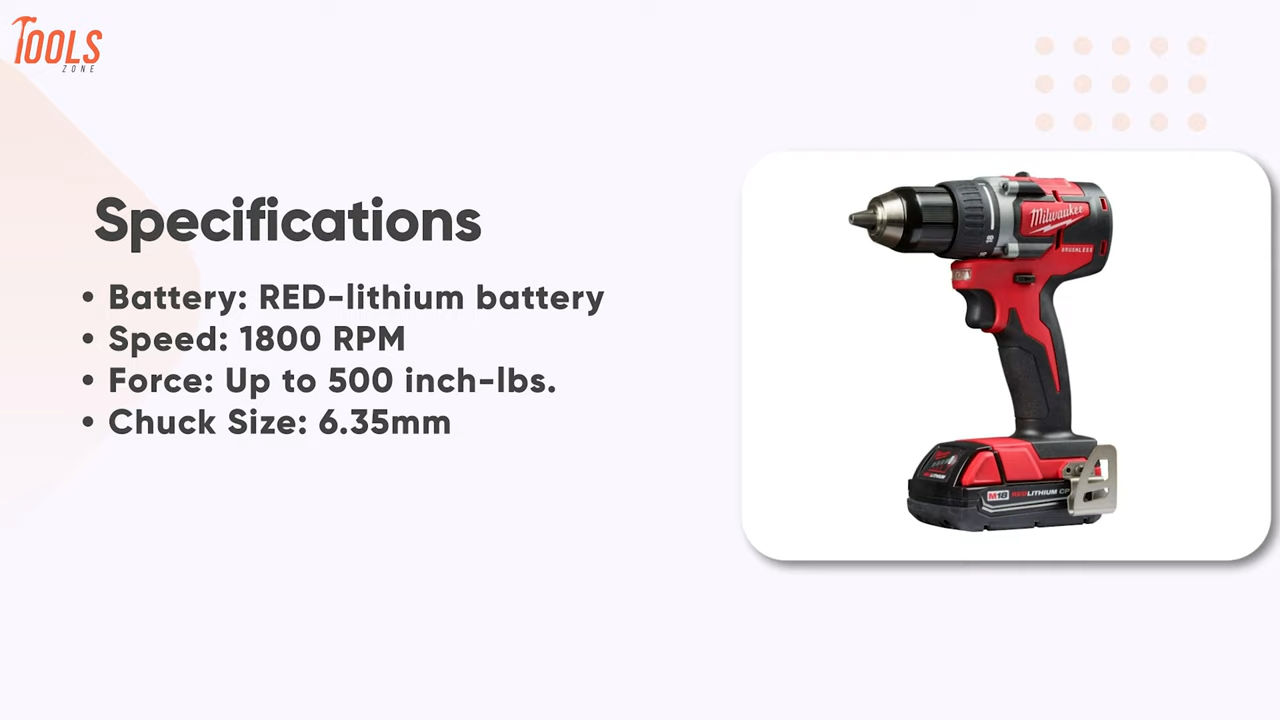 TOOLS
ZONE
Specifications
• Battery: RED-lithium battery
• Speed: 1800 RPM
• Force: Up to 500 inch-lbs.
• Chuck Size: 6.35mm
Milwaukee
BRUSHLESS
M18 REDLITHIUM CP